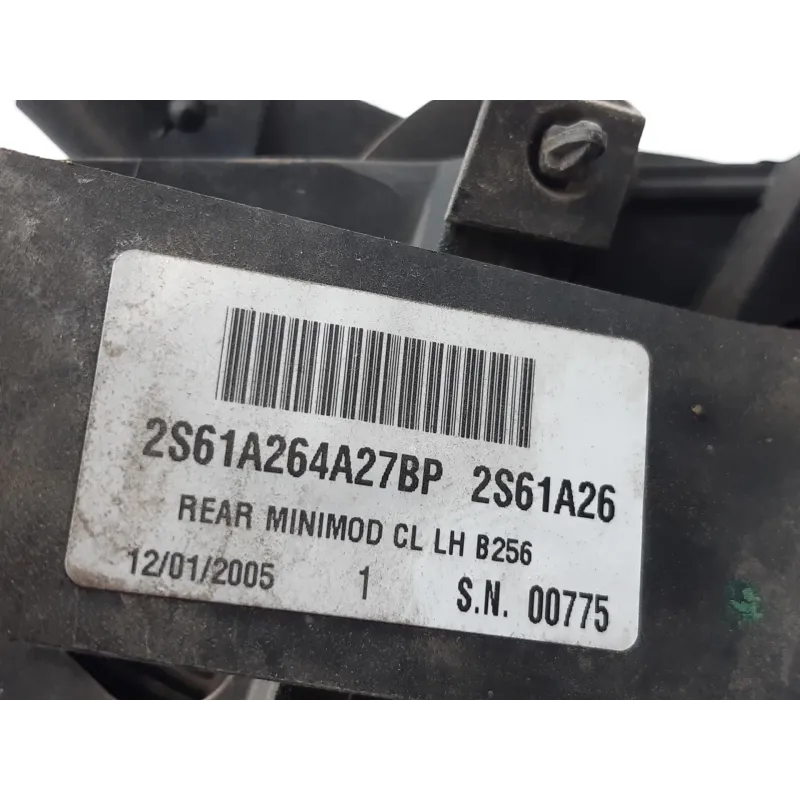 2S61A264A27BP 2S61A26
REAR MINIMOD CL LH B256
12/01/2005 1 S.N. 00775